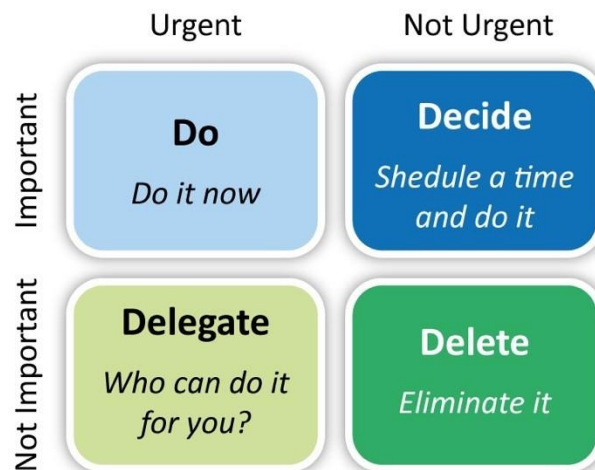 Urgent
Not Urgent
Important
Do
Do it now
Decide
Shedule a time
and do it
Not Important
Delegate
Who can do it
for you?
Delete
Eliminate it